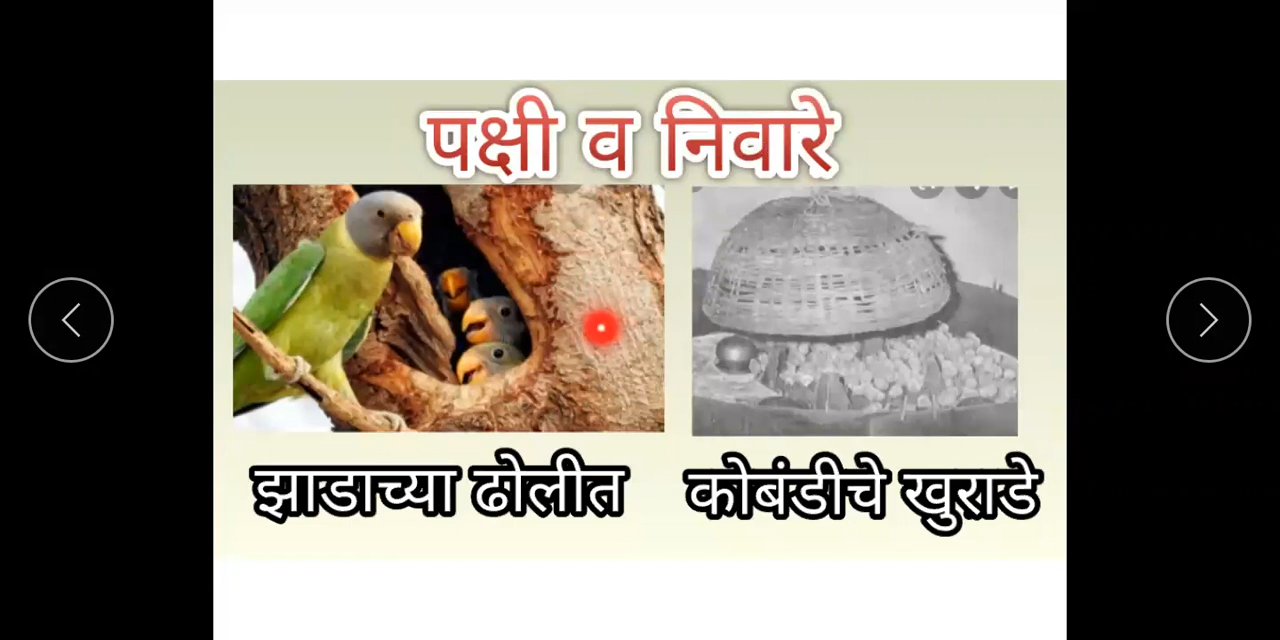 पक्षी व निवारे
झाडाच्या ढोलीत
कोबंडीचे खुराडे